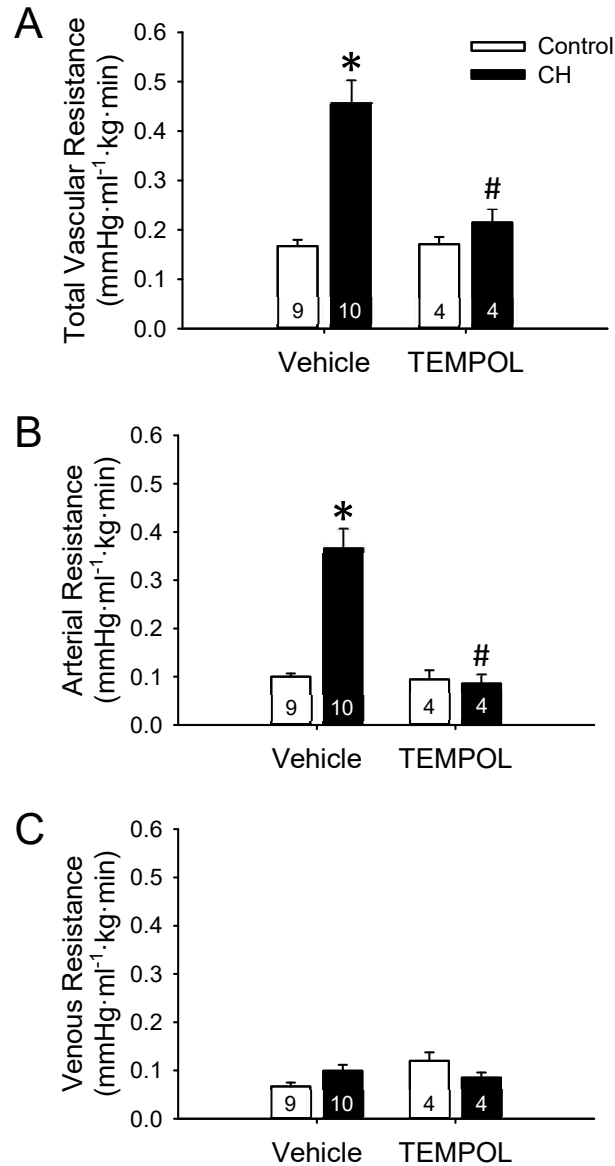 A
Total Vascular Resistance
(mmHg·ml⁻¹·kg·min)
0.6
0.5
0.4
0.3
0.2
0.1
0.0
Control
CH
*
#
9
10
4
4
Vehicle
TEMPOL
B
Arterial Resistance
(mmHg·ml⁻¹·kg·min)
0.6
0.5
0.4
0.3
0.2
0.1
0.0
*
#
9
10
4
4
Vehicle
TEMPOL
C
Venous Resistance
(mmHg·ml⁻¹·kg·min)
0.6
0.5
0.4
0.3
0.2
0.1
0.0
9
10
4
4
Vehicle
TEMPOL